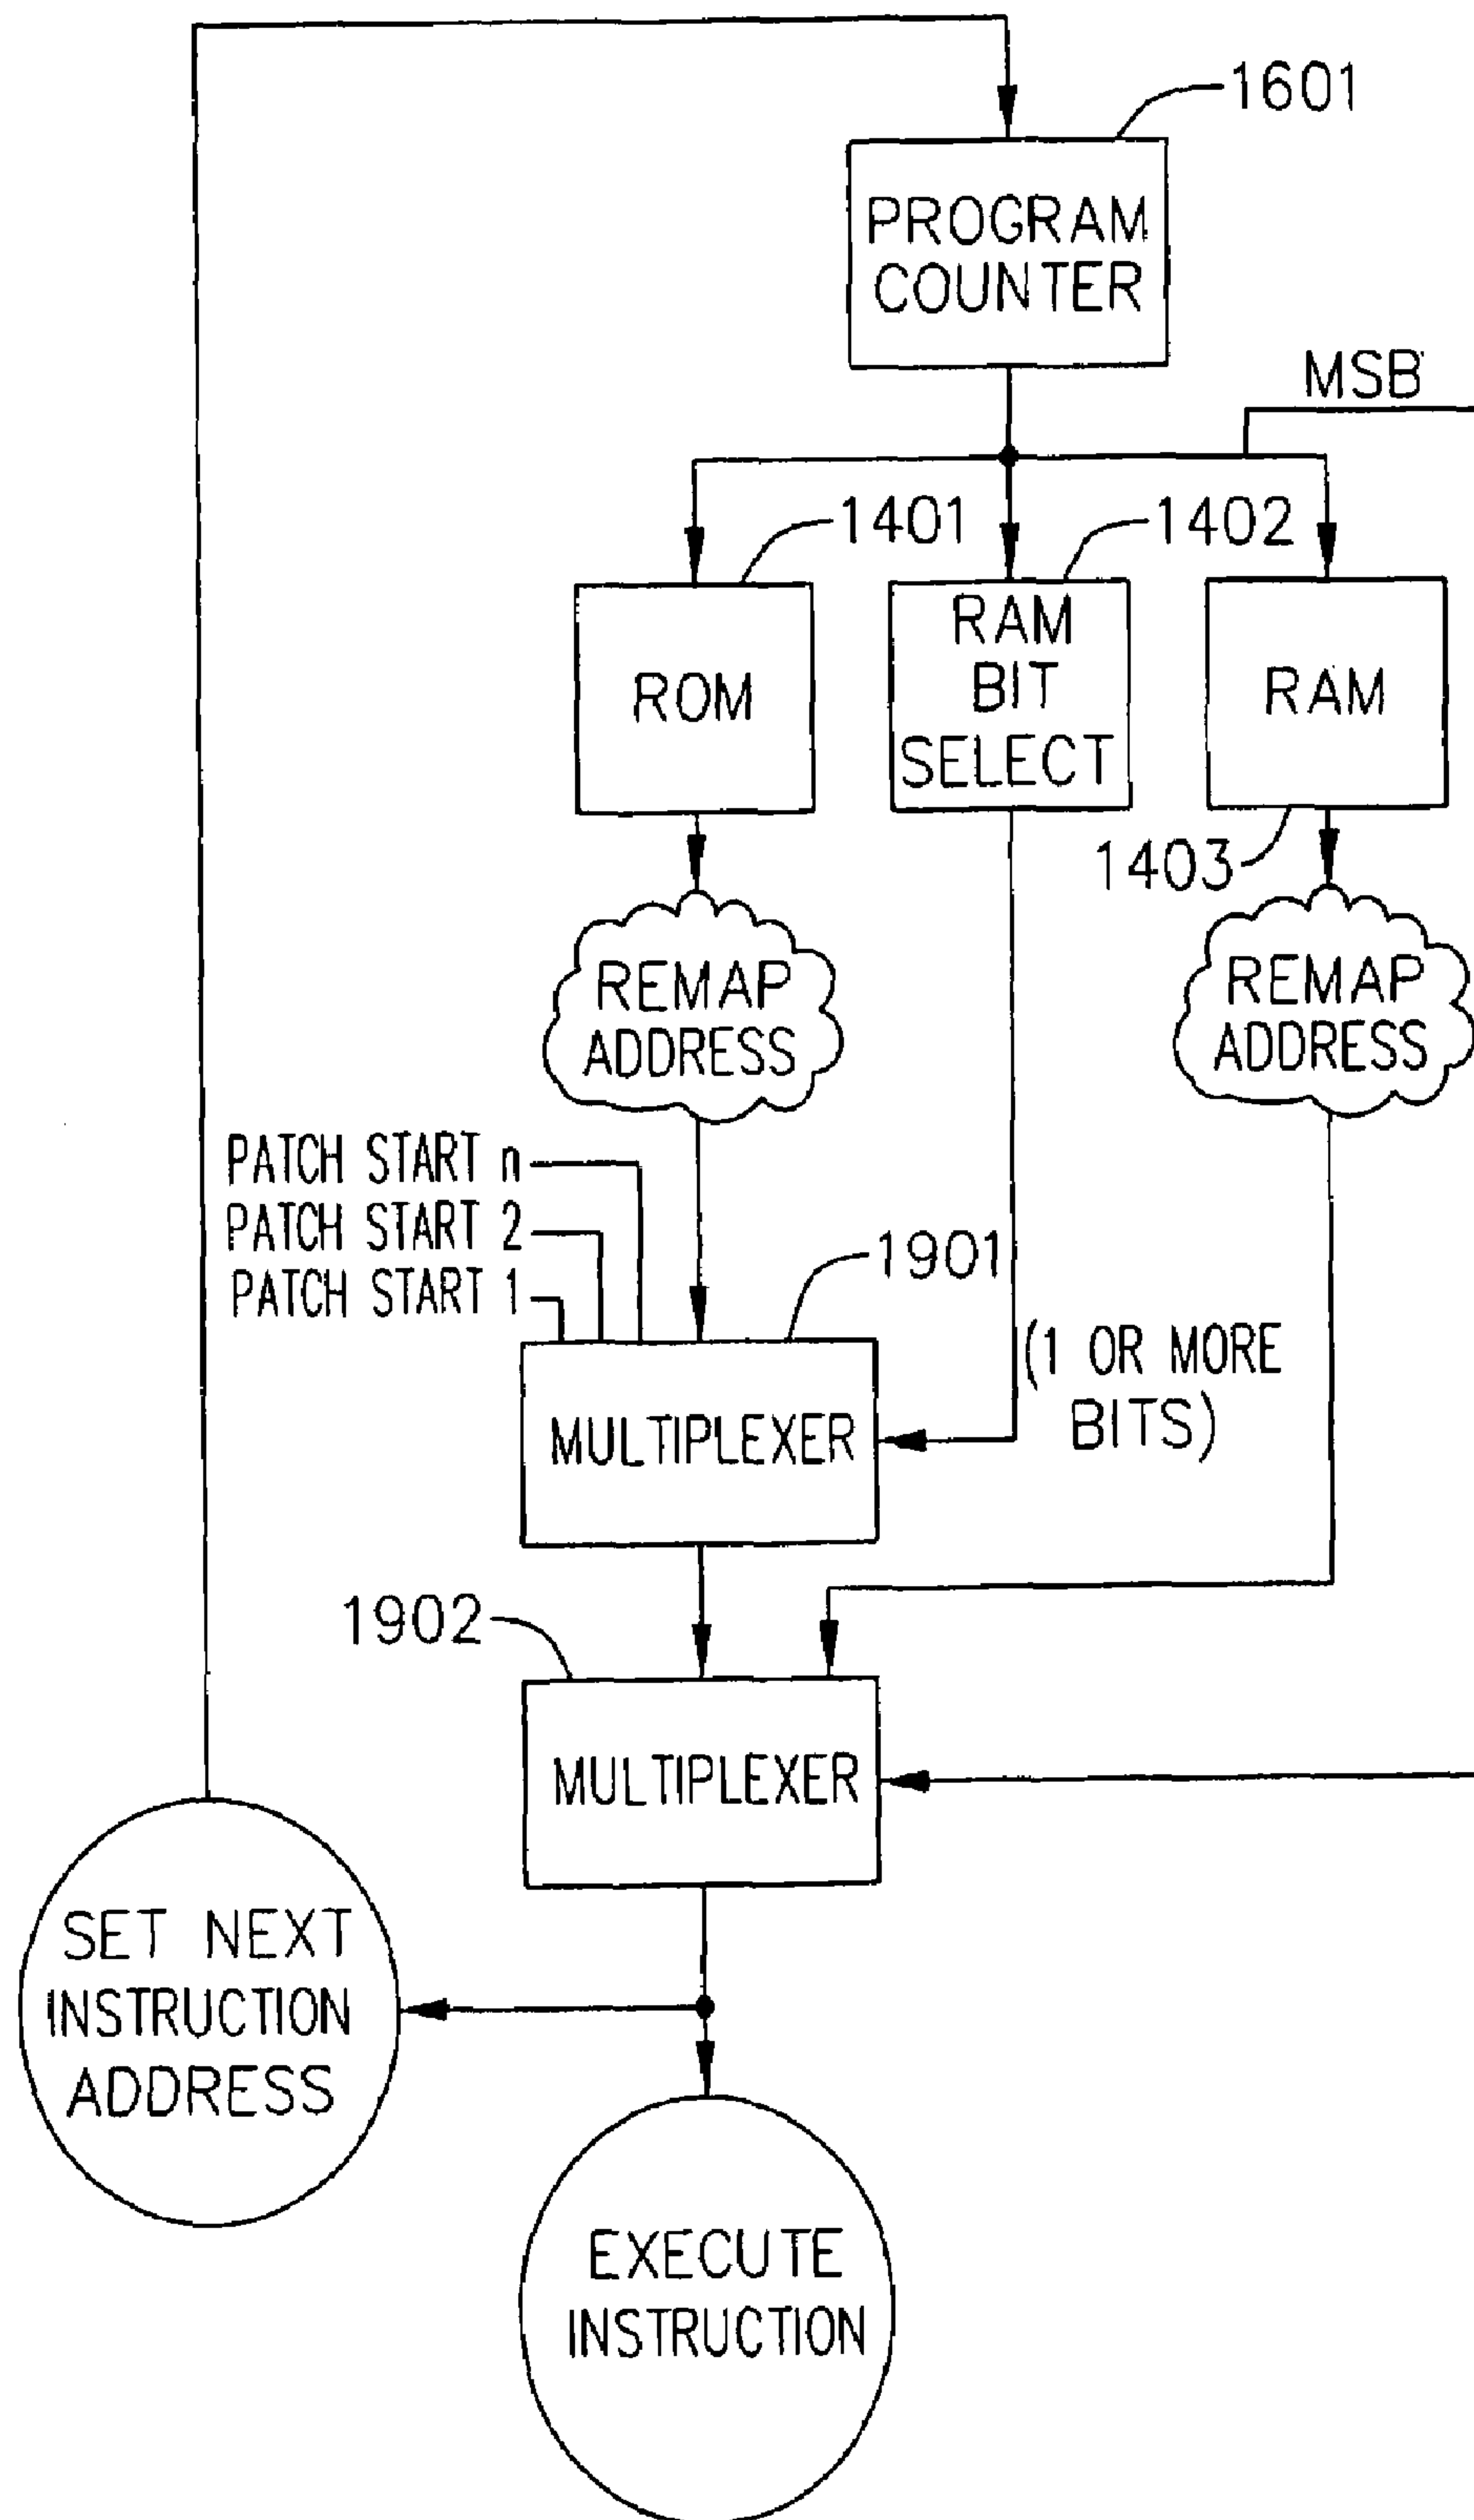 1601
PROGRAM
COUNTER
MSB
1401
1402
ROM
RAM
BIT
SELECT
RAM
1403
REMAP
ADDRESS
REMAP
ADDRESS
PATCH START n
PATCH START 2
PATCH START 1
1901
(1 OR MORE
BITS)
MULTIPLEXER
1902
MULTIPLEXER
SET NEXT
INSTRUCTION
ADDRESS
EXECUTE
INSTRUCTION